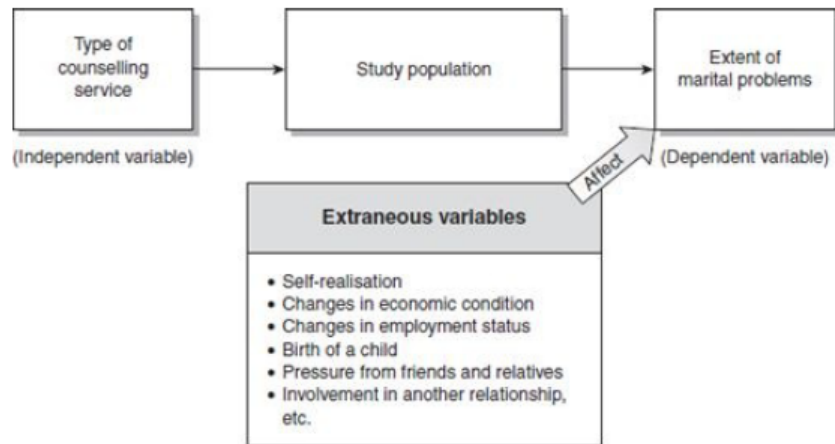 Type of
counselling
service
Study population
Extent of
marital problems
(Independent variable)
(Dependent variable)
Affect
Extraneous variables
• Self-realisation
• Changes in economic condition
• Changes in employment status
• Birth of a child
• Pressure from friends and relatives
• Involvement in another relationship,
etc.